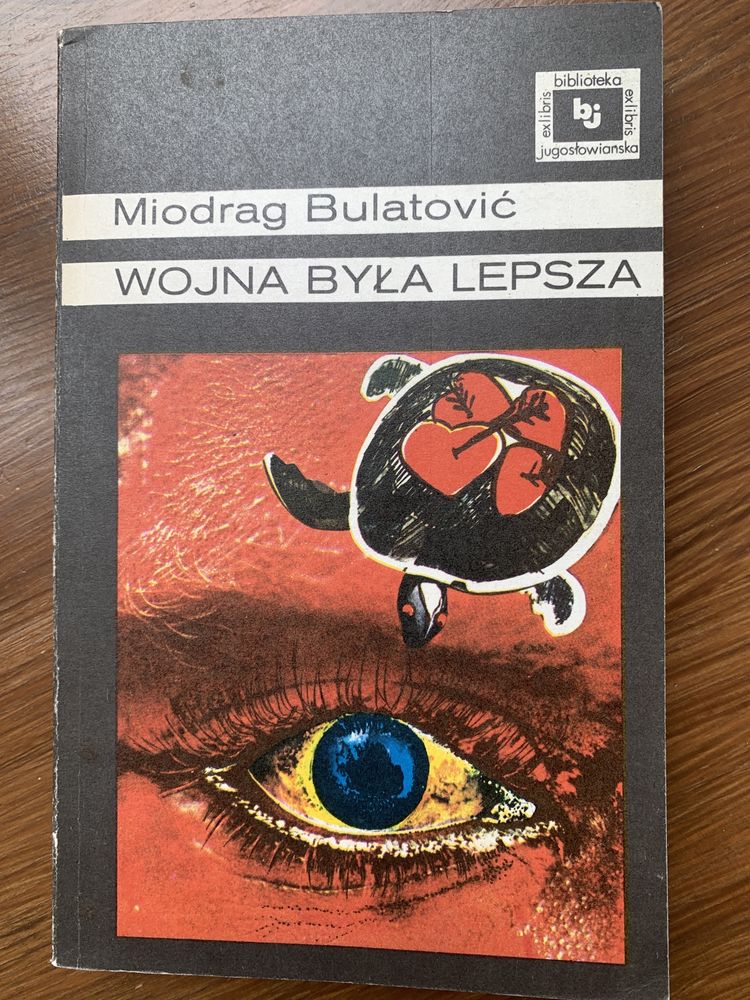 biblioteka
exlibris
bj
exlibris
jugosłowiańska
Miodrag Bulatović
WOJNA BYŁA LEPSZA